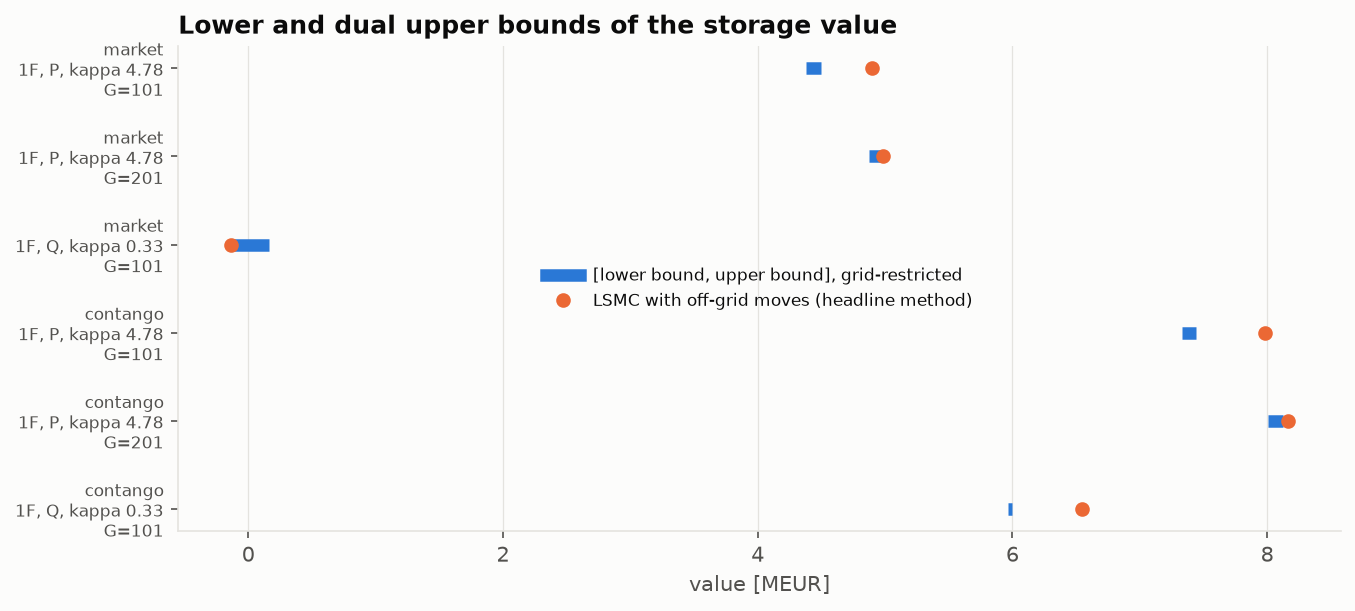 Lower and dual upper bounds of the storage value
market
1F, P, kappa 4.78
G=101
market
1F, P, kappa 4.78
G=201
market
1F, Q, kappa 0.33
G=101
[lower bound, upper bound], grid-restricted
LSMC with off-grid moves (headline method)
contango
1F, P, kappa 4.78
G=101
contango
1F, P, kappa 4.78
G=201
contango
1F, Q, kappa 0.33
G=101
0 2 4 6 8
value [MEUR]